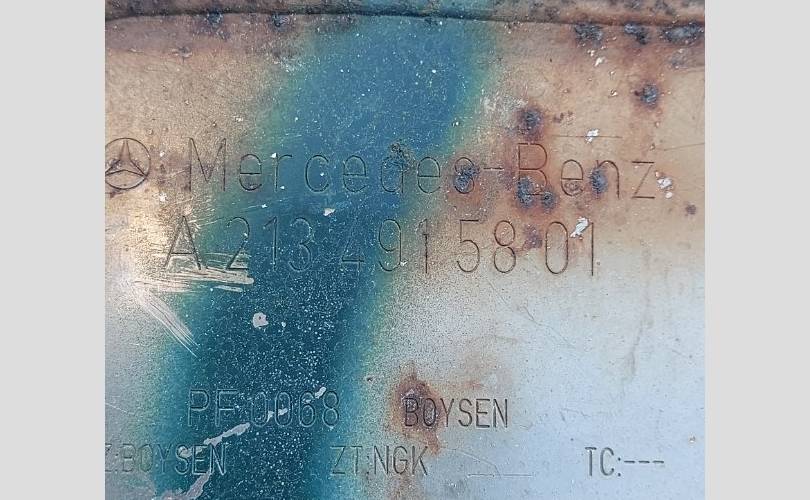 Mercedes-Benz
A 213 491 58 01
PF 0068 BOYSEN
Z:BOYSEN ZT:NGK TC:---